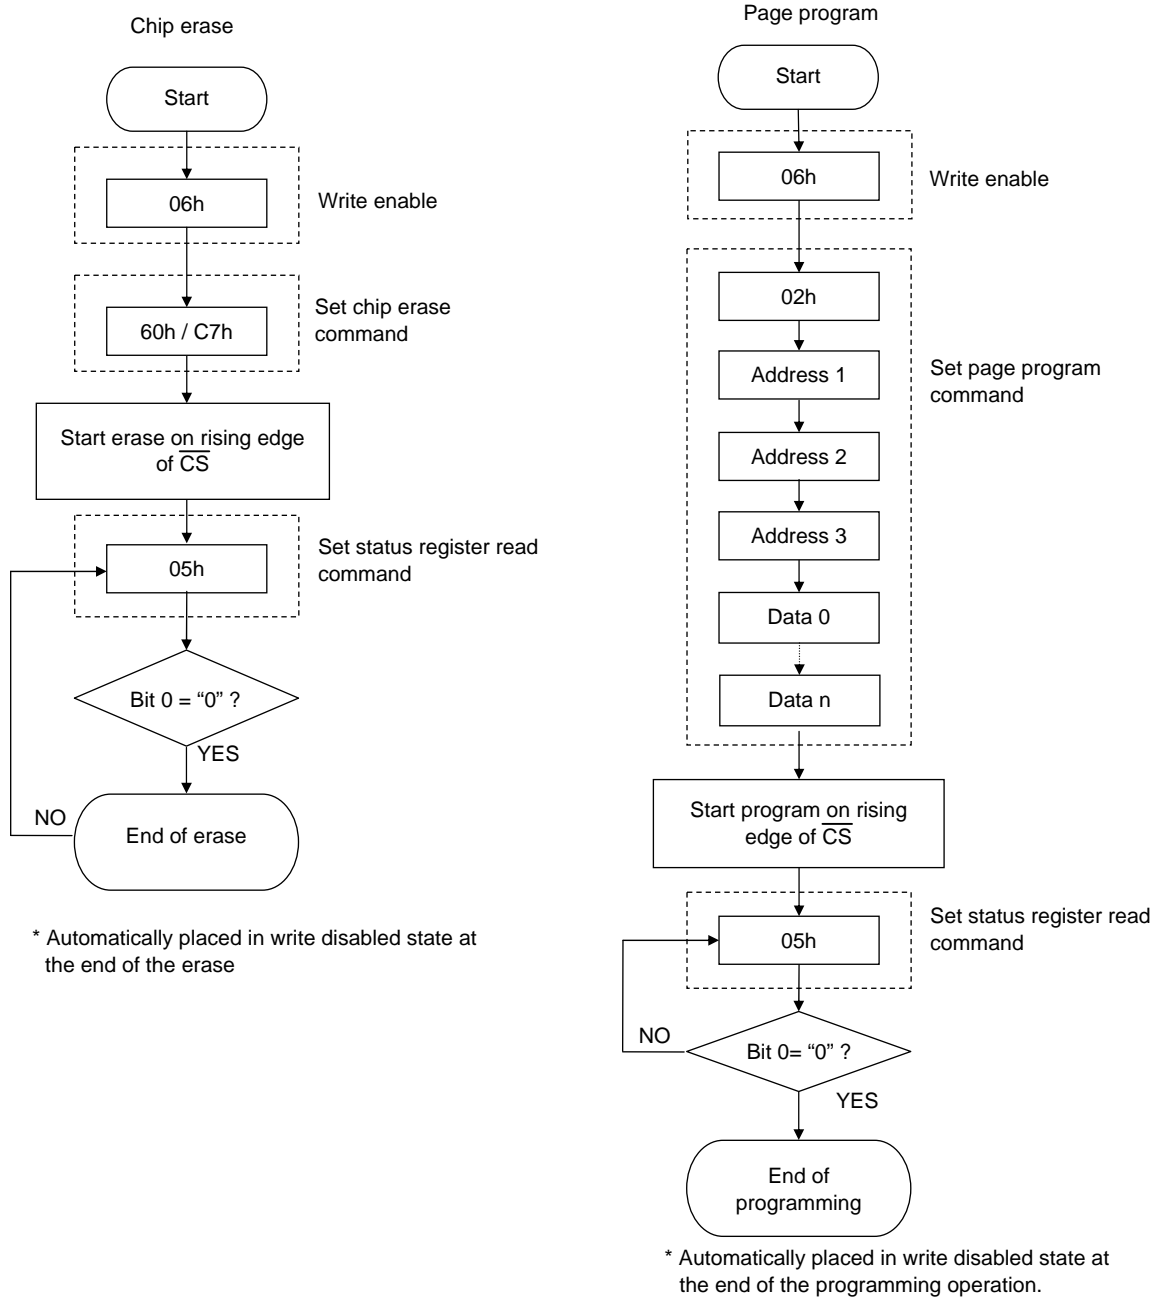 Chip erase
Start
06h
Write enable
60h / C7h
Set chip erase
command
Start erase on rising edge
of C̅S̅
05h
Set status register read
command
Bit 0 = “0” ?
YES
NO
End of erase
* Automatically placed in write disabled state at
the end of the erase
Page program
Start
06h
Write enable
02h
Address 1
Set page program
command
Address 2
Address 3
Data 0
Data n
Start program on rising
edge of C̅S̅
05h
Set status register read
command
NO
Bit 0= “0” ?
YES
End of
programming
* Automatically placed in write disabled state at
the end of the programming operation.